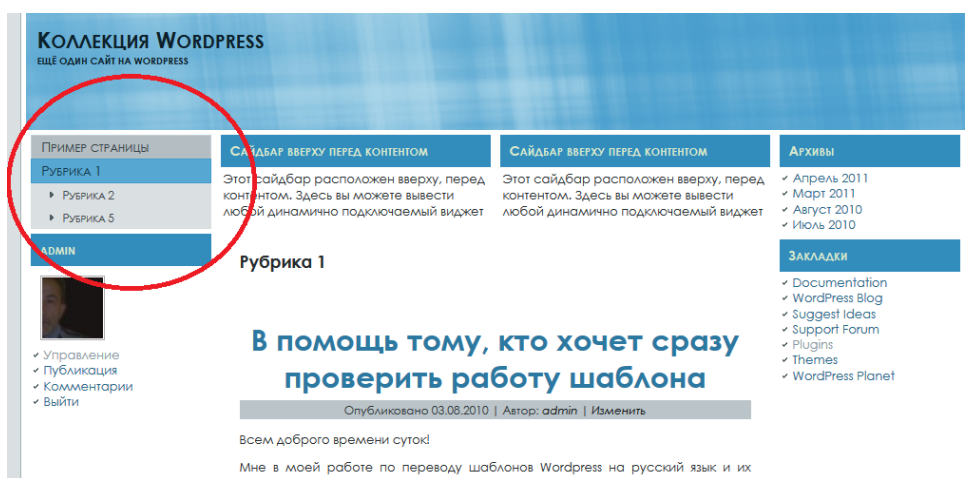 Коллекция Wordpress
ещё один сайт на wordpress
Пример страницы
Рубрика 1
Рубрика 2
Рубрика 5
admin
Управление
Публикация
Комментарии
Выйти
Сайдбар вверху перед контентом
Этот сайдбар расположен вверху, перед
контентом. Здесь вы можете вывести
любой динамично подключаемый виджет
Сайдбар вверху перед контентом
Этот сайдбар расположен вверху, перед
контентом. Здесь вы можете вывести
любой динамично подключаемый виджет
Рубрика 1
В помощь тому, кто хочет сразу
проверить работу шаблона
Опубликовано 03.08.2010 | Автор: admin | Изменить
Всем доброго времени суток!
Мне в моей работе по переводу шаблонов Wordpress на русский язык и их
Архивы
Апрель 2011
Март 2011
Август 2010
Июль 2010
Закладки
Documentation
WordPress Blog
Suggest Ideas
Support Forum
Plugins
Themes
WordPress Planet